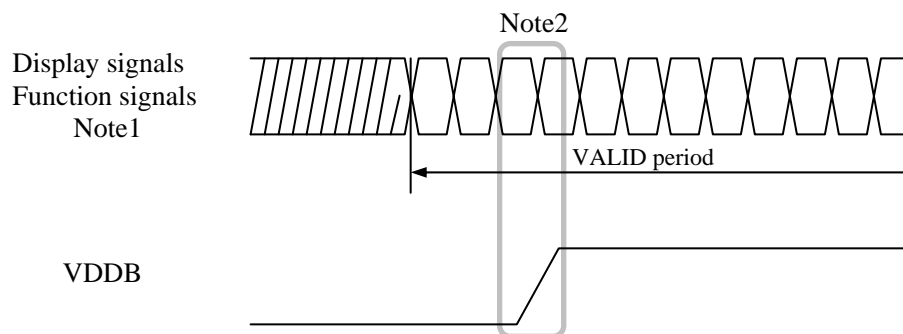 Note2
Display signals
Function signals
Note1
VALID period
VDDB